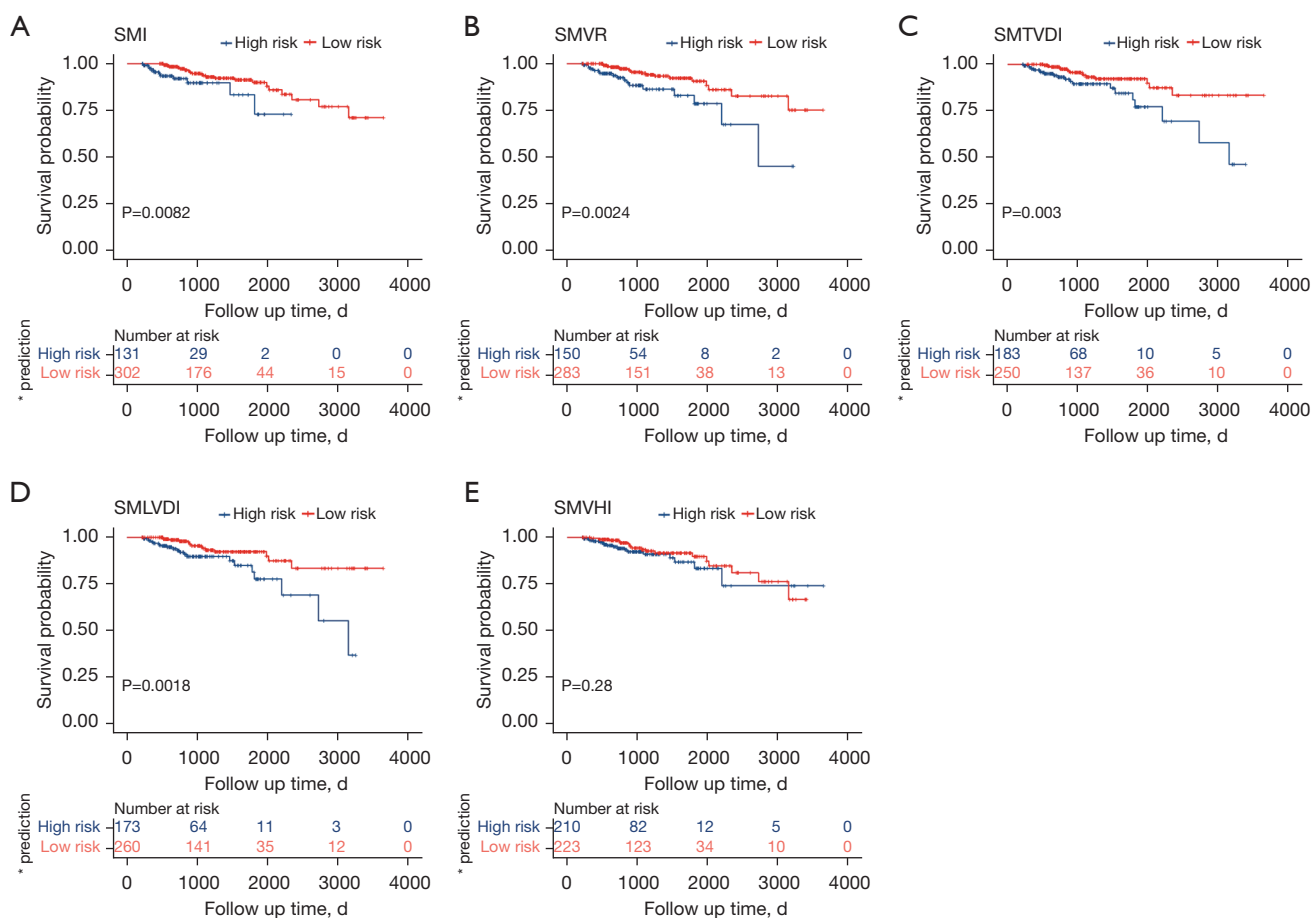 A
SMI
High risk Low risk
1.00
0.75
0.50
0.25
0.00
Survival probability
P=0.0082
0 1000 2000 3000 4000
Follow up time, d
Number at risk
* prediction
High risk 131 29 2 0 0
Low risk 302 176 44 15 0
0 1000 2000 3000 4000
Follow up time, d
B
SMVR
High risk Low risk
1.00
0.75
0.50
0.25
0.00
Survival probability
P=0.0024
0 1000 2000 3000 4000
Follow up time, d
Number at risk
* prediction
High risk 150 54 8 2 0
Low risk 283 151 38 13 0
0 1000 2000 3000 4000
Follow up time, d
C
SMTVDI
High risk Low risk
1.00
0.75
0.50
0.25
0.00
Survival probability
P=0.003
0 1000 2000 3000 4000
Follow up time, d
Number at risk
* prediction
High risk 183 68 10 5 0
Low risk 250 137 36 10 0
0 1000 2000 3000 4000
Follow up time, d
D
SMLVDI
High risk Low risk
1.00
0.75
0.50
0.25
0.00
Survival probability
P=0.0018
0 1000 2000 3000 4000
Follow up time, d
Number at risk
* prediction
High risk 173 64 11 3 0
Low risk 260 141 35 12 0
0 1000 2000 3000 4000
Follow up time, d
E
SMVHI
High risk Low risk
1.00
0.75
0.50
0.25
0.00
Survival probability
P=0.28
0 1000 2000 3000 4000
Follow up time, d
Number at risk
* prediction
High risk 210 82 12 5 0
Low risk 223 123 34 10 0
0 1000 2000 3000 4000
Follow up time, d